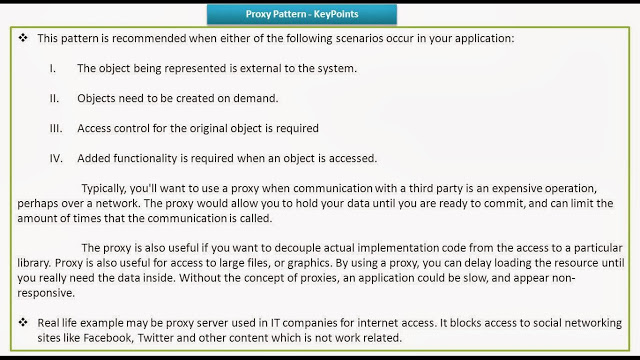 Proxy Pattern - KeyPoints
❖ This pattern is recommended when either of the following scenarios occur in your application:
I. The object being represented is external to the system.
II. Objects need to be created on demand.
III. Access control for the original object is required
IV. Added functionality is required when an object is accessed.
Typically, you'll want to use a proxy when communication with a third party is an expensive operation,
perhaps over a network. The proxy would allow you to hold your data until you are ready to commit, and can limit the
amount of times that the communication is called.
The proxy is also useful if you want to decouple actual implementation code from the access to a particular
library. Proxy is also useful for access to large files, or graphics. By using a proxy, you can delay loading the resource until
you really need the data inside. Without the concept of proxies, an application could be slow, and appear non-
responsive.
❖ Real life example may be proxy server used in IT companies for internet access. It blocks access to social networking
sites like Facebook, Twitter and other content which is not work related.